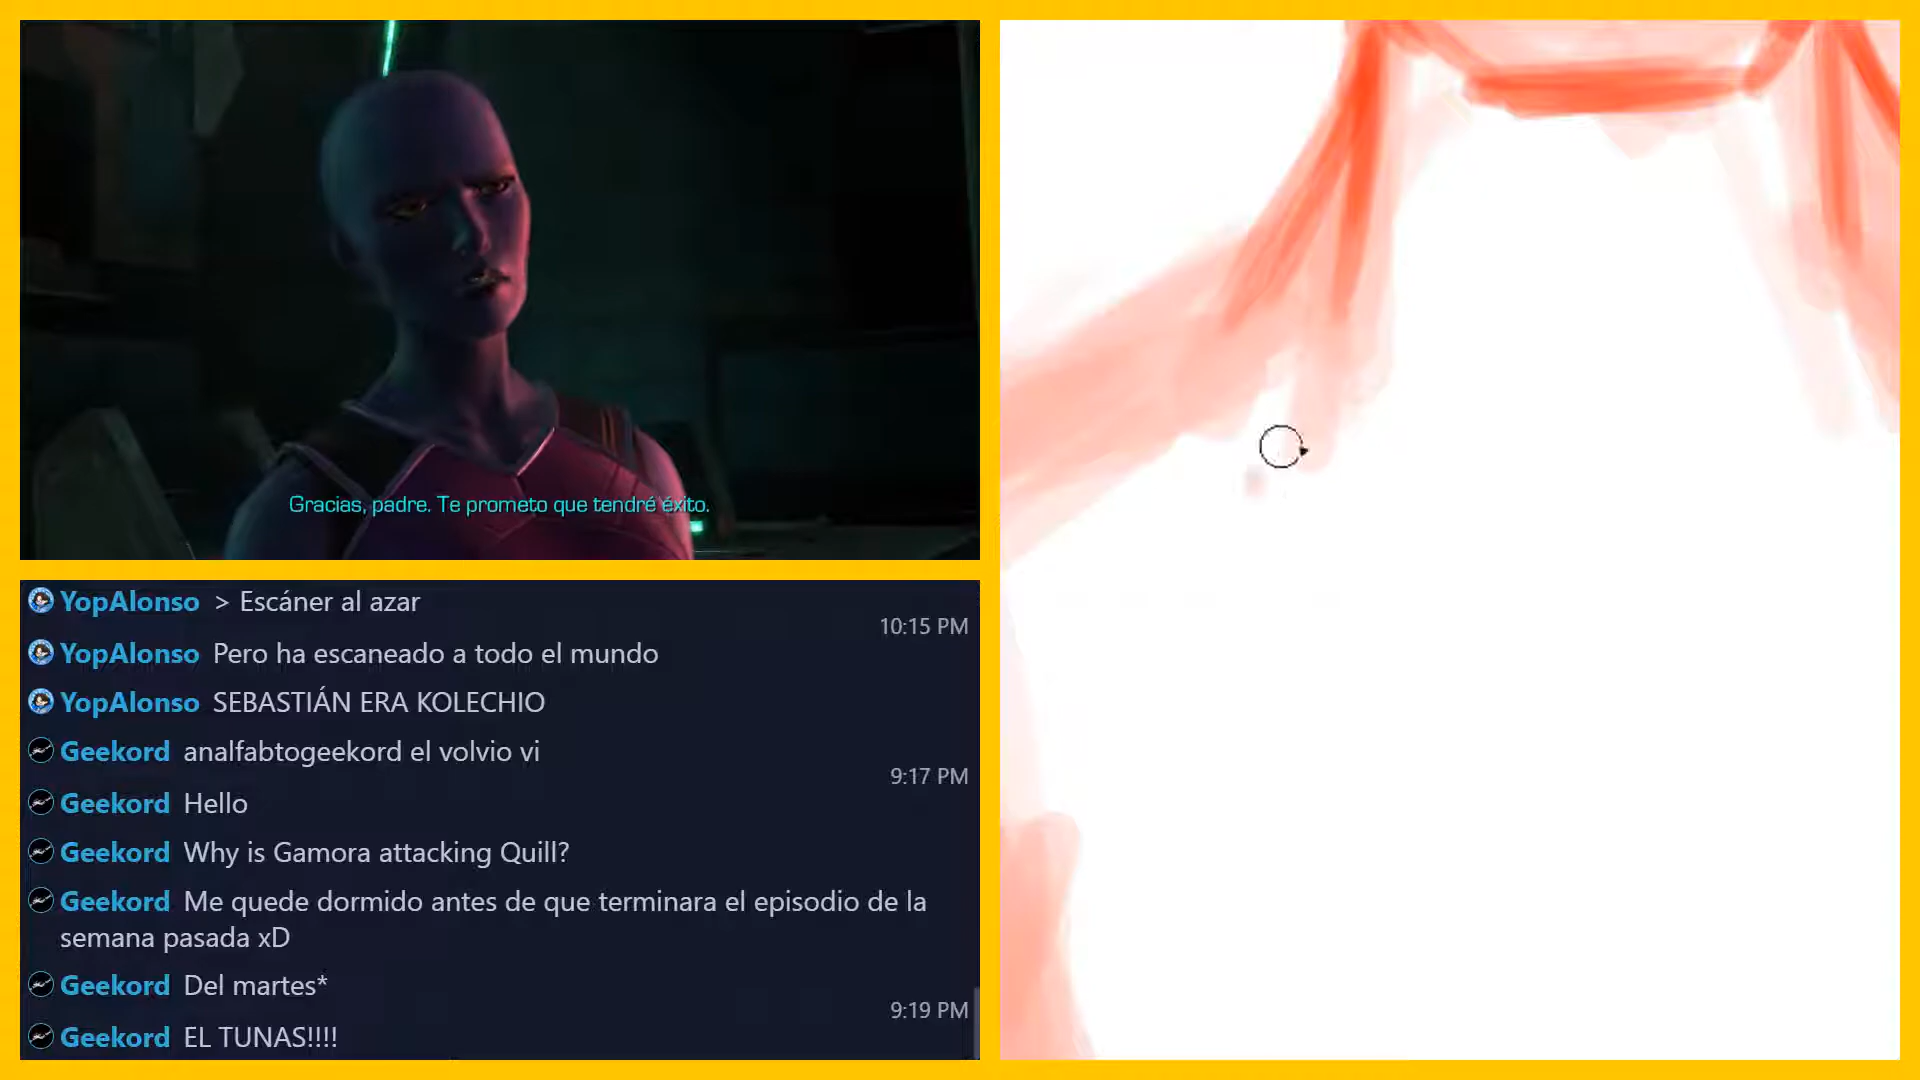 Gracias, padre. Te prometo que tendré éxito.
YopAlonso > Escáner al azar
10:15 PM
YopAlonso Pero ha escaneado a todo el mundo
YopAlonso SEBASTIÁN ERA KOLECHIO
Geekord analfabtogeekord el volvio vi
9:17 PM
Geekord Hello
Geekord Why is Gamora attacking Quill?
Geekord Me quede dormido antes de que terminara el episodio de la
semana pasada xD
Geekord Del martes*
9:19 PM
Geekord EL TUNAS!!!!